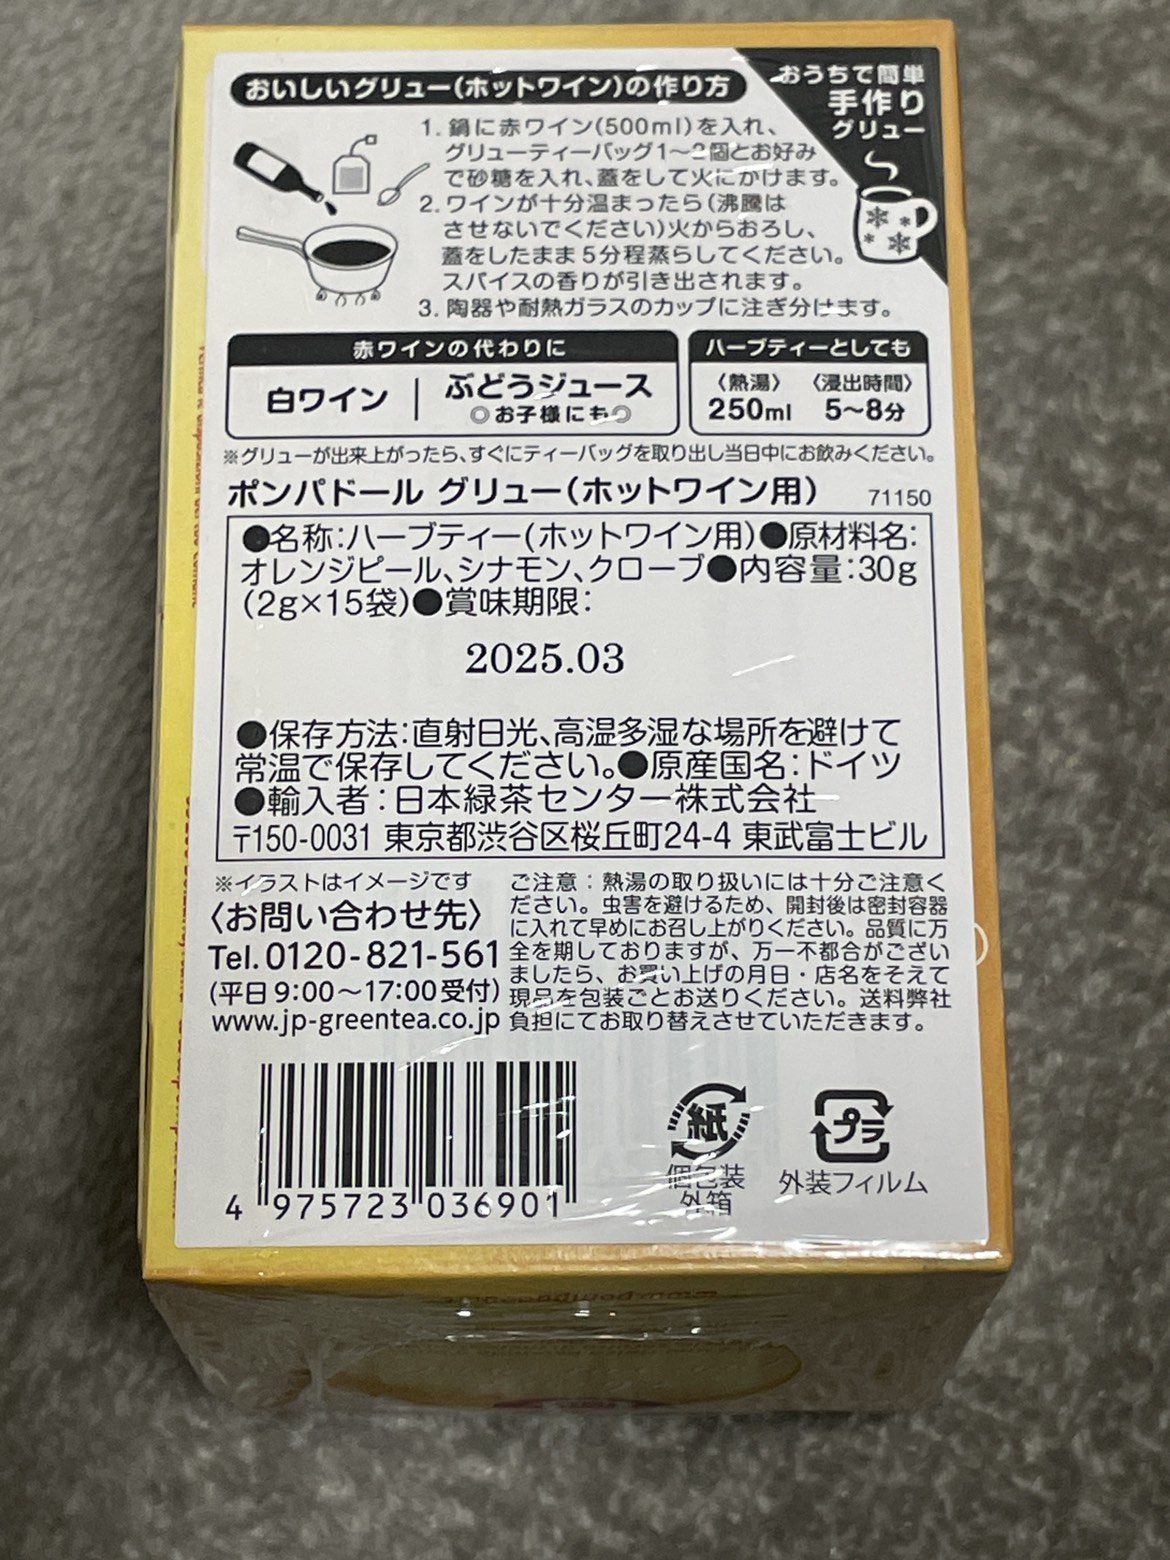 おいしいグリュー(ホットワイン)の作り方
おうちで簡単
手作り
グリュー
1. 鍋に赤ワイン(500ml)を入れ、
グリューティーバッグ1〜2個とお好み
で砂糖を入れ、蓋をして火にかけます。
2. ワインが十分温まったら(沸騰は
させないでください)火からおろし、
蓋をしたまま5分程蒸らしてください。
スパイスの香りが引き出されます。
3. 陶器や耐熱ガラスのカップに注ぎ分けます。
赤ワインの代わりに
白ワイン
ぶどうジュース
◎お子様にも◎
ハーブティーとしても
〈熱湯〉 〈浸出時間〉
250ml 5〜8分
※グリューが出来上がったら、すぐにティーバッグを取り出し当日中にお飲みください。
ポンパドール グリュー(ホットワイン用) 71150
●名称:ハーブティー(ホットワイン用)●原材料名:
オレンジピール、シナモン、クローブ●内容量:30g
(2g×15袋)●賞味期限:
2025.03
●保存方法:直射日光、高温多湿な場所を避けて
常温で保存してください。●原産国名:ドイツ
●輸入者:日本緑茶センター株式会社
〒150-0031 東京都渋谷区桜丘町24-4 東武富士ビル
※イラストはイメージです
〈お問い合わせ先〉
Tel.0120-821-561
(平日9:00〜17:00受付)
www.jp-greentea.co.jp
ご注意:熱湯の取り扱いには十分ご注意く
ださい。虫害を避けるため、開封後は密封容器
に入れて早めにお召し上がりください。品質に万
全を期しておりますが、万一不都合がござい
ましたら、お買い上げの月日・店名をそえて
現品を包装ごとお送りください。送料弊社
負担にてお取り替えさせていただきます。
4 975723 036901
紙
個包装
外箱
プラ
外装フィルム